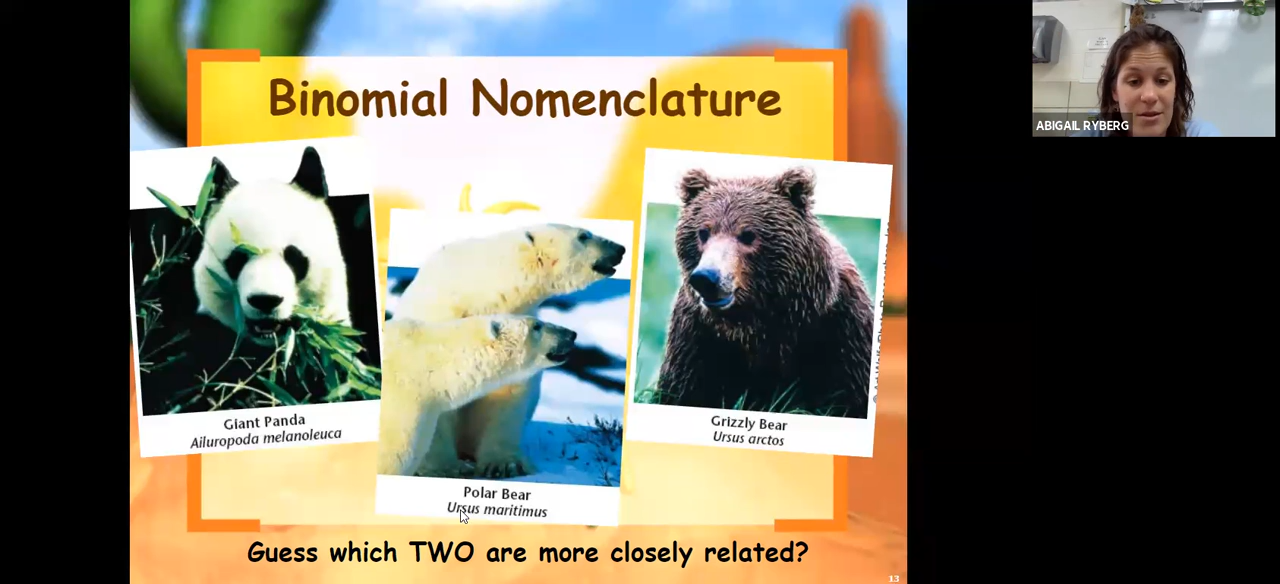 Binomial Nomenclature
Giant Panda
Ailuropoda melanoleuca
Polar Bear
Ursus maritimus
Grizzly Bear
Ursus arctos
Guess which TWO are more closely related?
13
ABIGAIL RYBERG